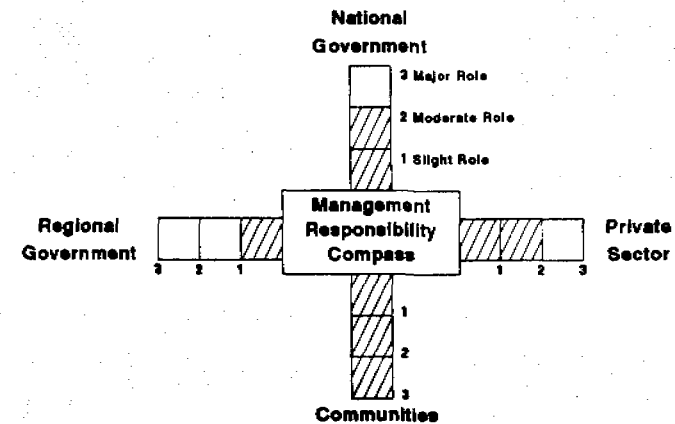 National
Government
3 Major Role
2 Moderate Role
1 Slight Role
Management
Responsibility
Compass
Regional
Government
3 2 1
Private
Sector
1 2 3
1
2
3
Communities